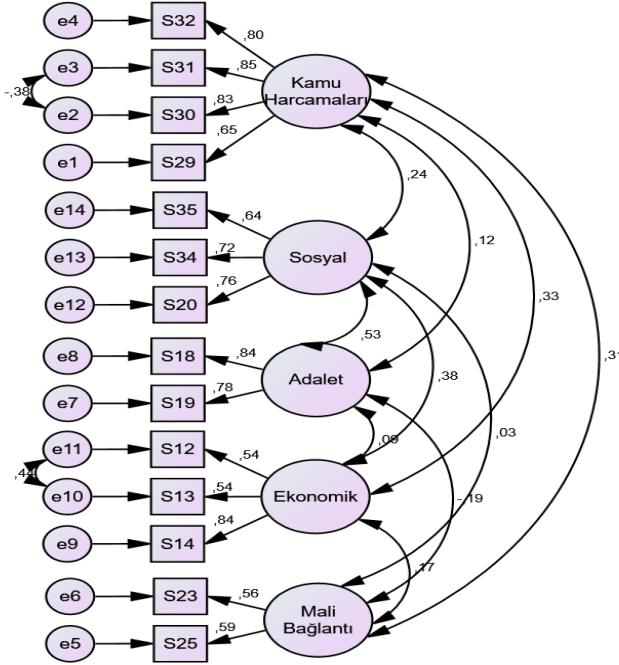 e4 S32 ,80
e3 S31 ,85
-,38
Kamu
Harcamaları
e2 S30 ,83
e1 S29 ,65
,24
e14 S35 ,64
,12
e13 S34 ,72
Sosyal
e12 S20 ,76
,33
,53
e8 S18 ,84
,31
Adalet
,38
e7 S19 ,78
,03
,09
e11 S12 ,54
,44
e10 S13 ,54
Ekonomik
-,19
e9 S14 ,84
,17
e6 S23 ,56
Mali
Bağlantı
e5 S25 ,59